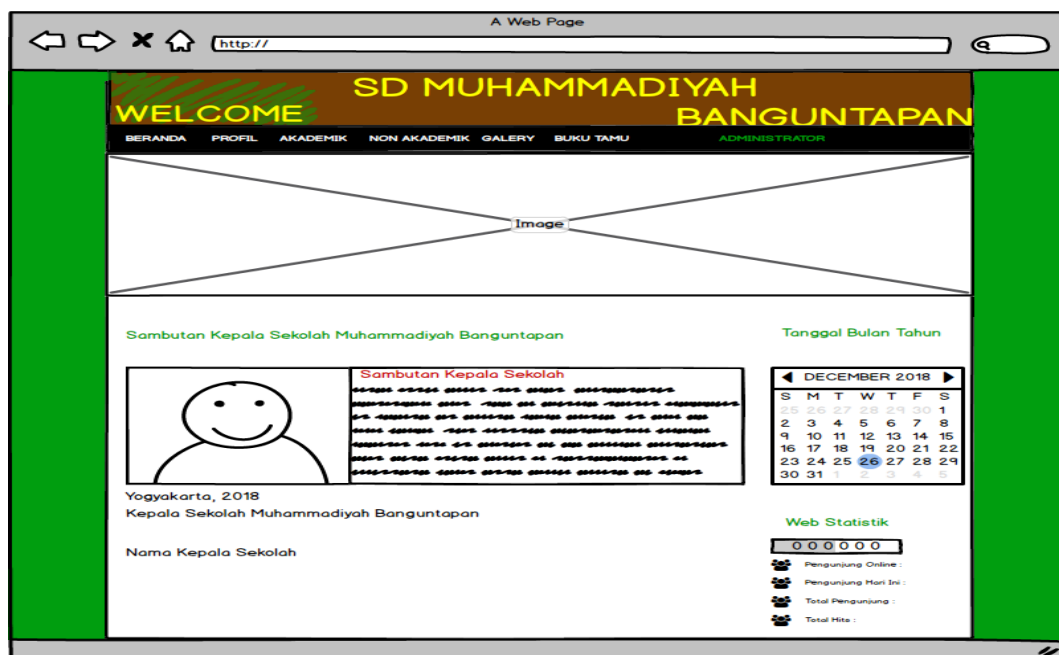 A Web Page
http://
SD MUHAMMADIYAH
WELCOME
BANGUNTAPAN
BERANDA PROFIL AKADEMIK NON AKADEMIK GALERY BUKU TAMU ADMINISTRATOR
Image
Sambutan Kepala Sekolah Muhammadiyah Banguntapan
Sambutan Kepala Sekolah
Yogyakarta, 2018
Kepala Sekolah Muhammadiyah Banguntapan
Nama Kepala Sekolah
Tanggal Bulan Tahun
DECEMBER 2018
S M T W T F S
25 26 27 28 29 30 1
2 3 4 5 6 7 8
9 10 11 12 13 14 15
16 17 18 19 20 21 22
23 24 25 26 27 28 29
30 31 1 2 3 4 5
Web Statistik
000000
Pengunjung Online :
Pengunjung Hari Ini :
Total Pengunjung :
Total Hits :